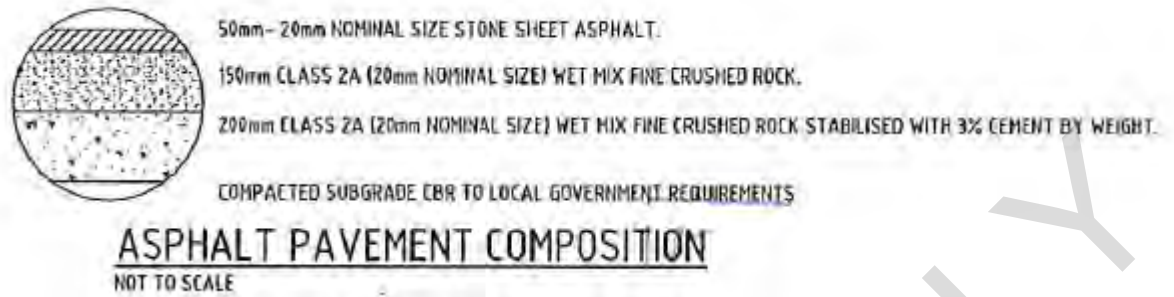 50mm- 20mm NOMINAL SIZE STONE SHEET ASPHALT.
150mm CLASS 2A (20mm NOMINAL SIZE) WET MIX FINE CRUSHED ROCK.
200mm CLASS 2A (20mm NOMINAL SIZE) WET MIX FINE CRUSHED ROCK STABILISED WITH 3% CEMENT BY WEIGHT.
COMPACTED SUBGRADE CBR TO LOCAL GOVERNMENT REQUIREMENTS
ASPHALT PAVEMENT COMPOSITION
NOT TO SCALE
Y